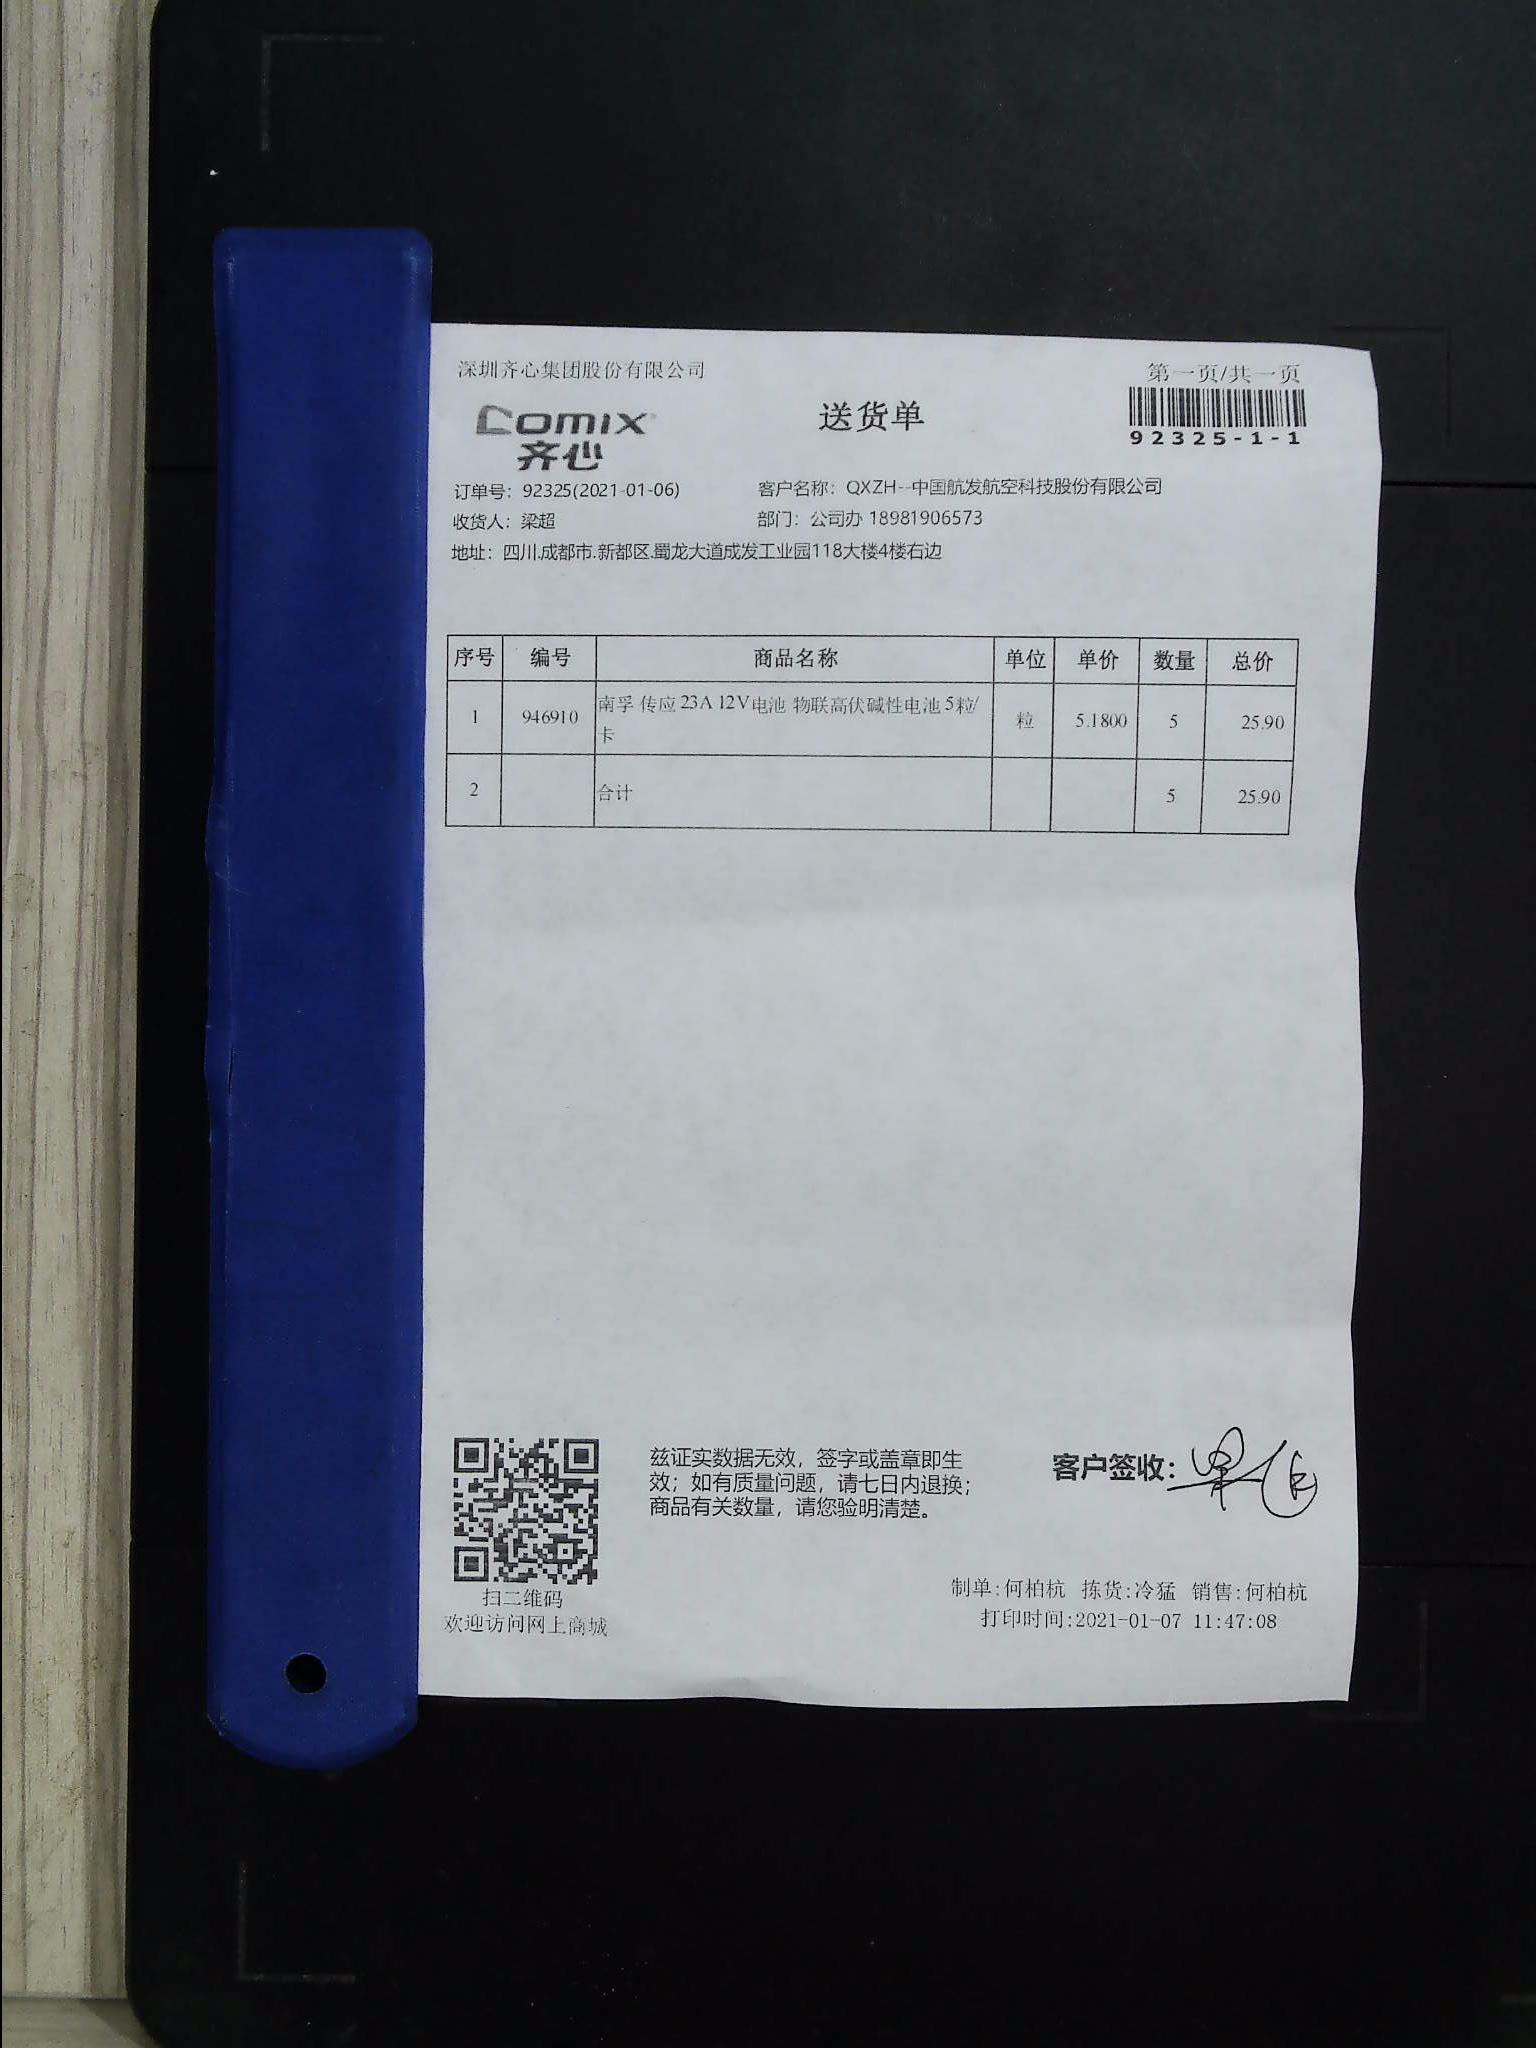 深圳齐心集团股份有限公司
第一页/共一页
Comix
齐心
送货单
92325-1-1
订单号：92325(2021-01-06) 客户名称：QXZH--中国航发航空科技股份有限公司
收货人：梁超 部门：公司办 18981906573
地址：四川.成都市.新都区.蜀龙大道成发工业园118大楼4楼右边
序号 编号 商品名称 单位 单价 数量 总价
1 946910 南孚 传应 23A 12V电池 物联高伏碱性电池 5粒/卡 粒 5.1800 5 25.90
2 合计 5 25.90
兹证实数据无效，签字或盖章即生
效；如有质量问题，请七日内退换；
商品有关数量，请您验明清楚。
客户签收：
扫二维码
欢迎访问网上商城
制单:何柏杭 拣货:冷猛 销售:何柏杭
打印时间:2021-01-07 11:47:08